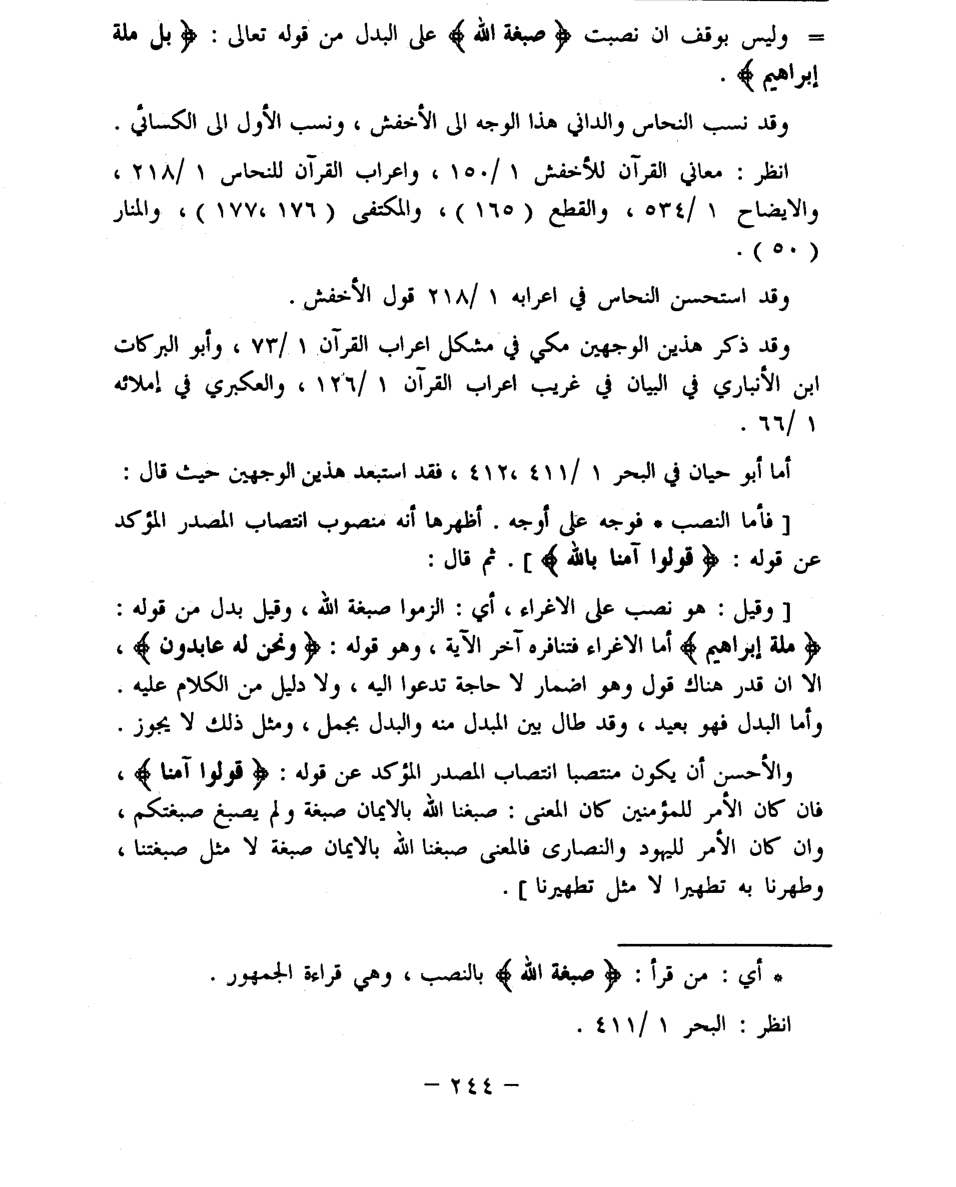 = وليس بوقف ان نصبت ﴿ صبغة الله ﴾ على البدل من قوله تعالى : ﴿ بل ملة
إبراهيم ﴾ .
وقد نسب النحاس والداني هذا الوجه الى الأخفش ، ونسب الأول الى الكسائي .
انظر : معاني القرآن للأخفش ١ /١٥٠ ، واعراب القرآن للنحاس ١ /٢١٨ ،
والايضاح ١ /٥٣٤ ، والقطع ( ١٦٥ ) ، والمكتفى ( ١٧٦ ،١٧٧ ) ، والمنار
( ٥٠ ) .
وقد استحسن النحاس في اعرابه ١ /٢١٨ قول الأخفش .
وقد ذكر هذين الوجهين مكي في مشكل اعراب القرآن ١ /٧٣ ، وأبو البركات
ابن الأنباري في البيان في غريب اعراب القرآن ١ /١٢٦ ، والعكبري في إملائه
١ /٦٦ .
أما أبو حيان في البحر ١ /٤١١ ،٤١٢ ، فقد استبعد هذين الوجهين حيث قال :
[ فأما النصب * فوجه على أوجه . أظهرها أنه منصوب انتصاب المصدر المؤكد
عن قوله : ﴿ قولوا آمنا بالله ﴾ ] . ثم قال :
[ وقيل : هو نصب على الاغراء ، أي : الزموا صبغة الله ، وقيل بدل من قوله :
﴿ ملة إبراهيم ﴾ أما الاغراء فتنافره آخر الآية ، وهو قوله : ﴿ ونحن له عابدون ﴾ ،
الا ان قدر هناك قول وهو اضمار لا حاجة تدعوا اليه ، ولا دليل من الكلام عليه .
وأما البدل فهو بعيد ، وقد طال بين المبدل منه والبدل بجمل ، ومثل ذلك لا يجوز .
والأحسن أن يكون منتصبا انتصاب المصدر المؤكد عن قوله : ﴿ قولوا آمنا ﴾ ،
فان كان الأمر للمؤمنين كان المعنى : صبغنا الله بالايمان صبغة ولم يصبغ صبغتكم ،
وان كان الأمر لليهود والنصارى فالمعنى صبغنا الله بالايمان صبغة لا مثل صبغتنا ،
وطهرنا به تطهيرا لا مثل تطهيرنا ] .
* أي : من قرأ : ﴿ صبغة الله ﴾ بالنصب ، وهي قراءة الجمهور .
انظر : البحر ١ /٤١١ .
– ٢٤٤ –